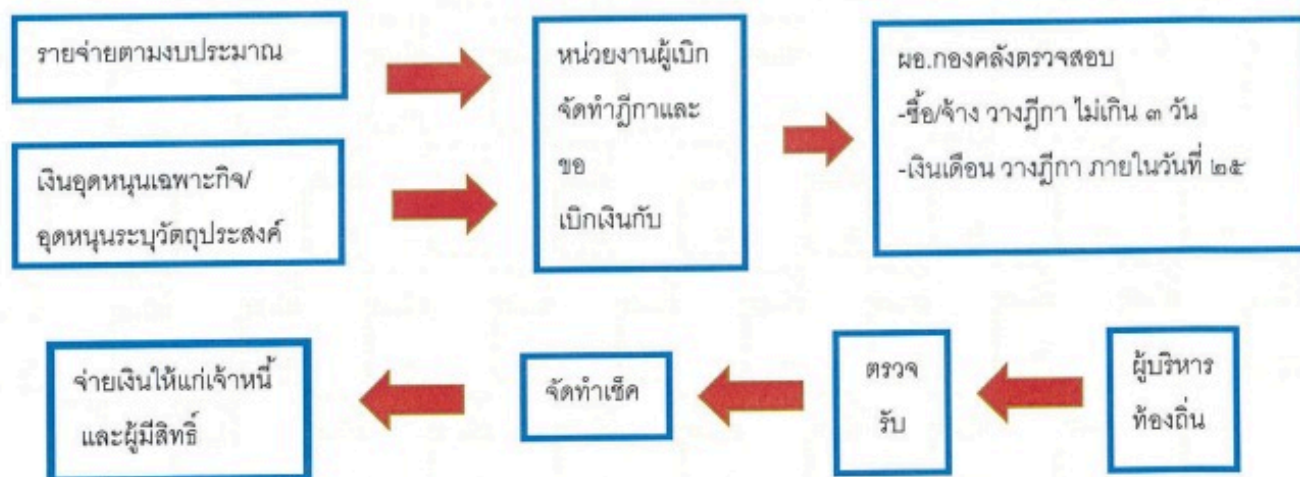 รายจ่ายตามงบประมาณ
เงินอุดหนุนเฉพาะกิจ/
อุดหนุนระบุวัตถุประสงค์
หน่วยงานผู้เบิก
จัดทำฎีกาและ
ขอ
เบิกเงินกับ
ผอ.กองคลังตรวจสอบ
-ซื้อ/จ้าง วางฎีกา ไม่เกิน ๓ วัน
-เงินเดือน วางฎีกา ภายในวันที่ ๒๕
ผู้บริหาร
ท้องถิ่น
ตรวจ
รับ
จัดทำเช็ค
จ่ายเงินให้แก่เจ้าหนี้
และผู้มีสิทธิ์